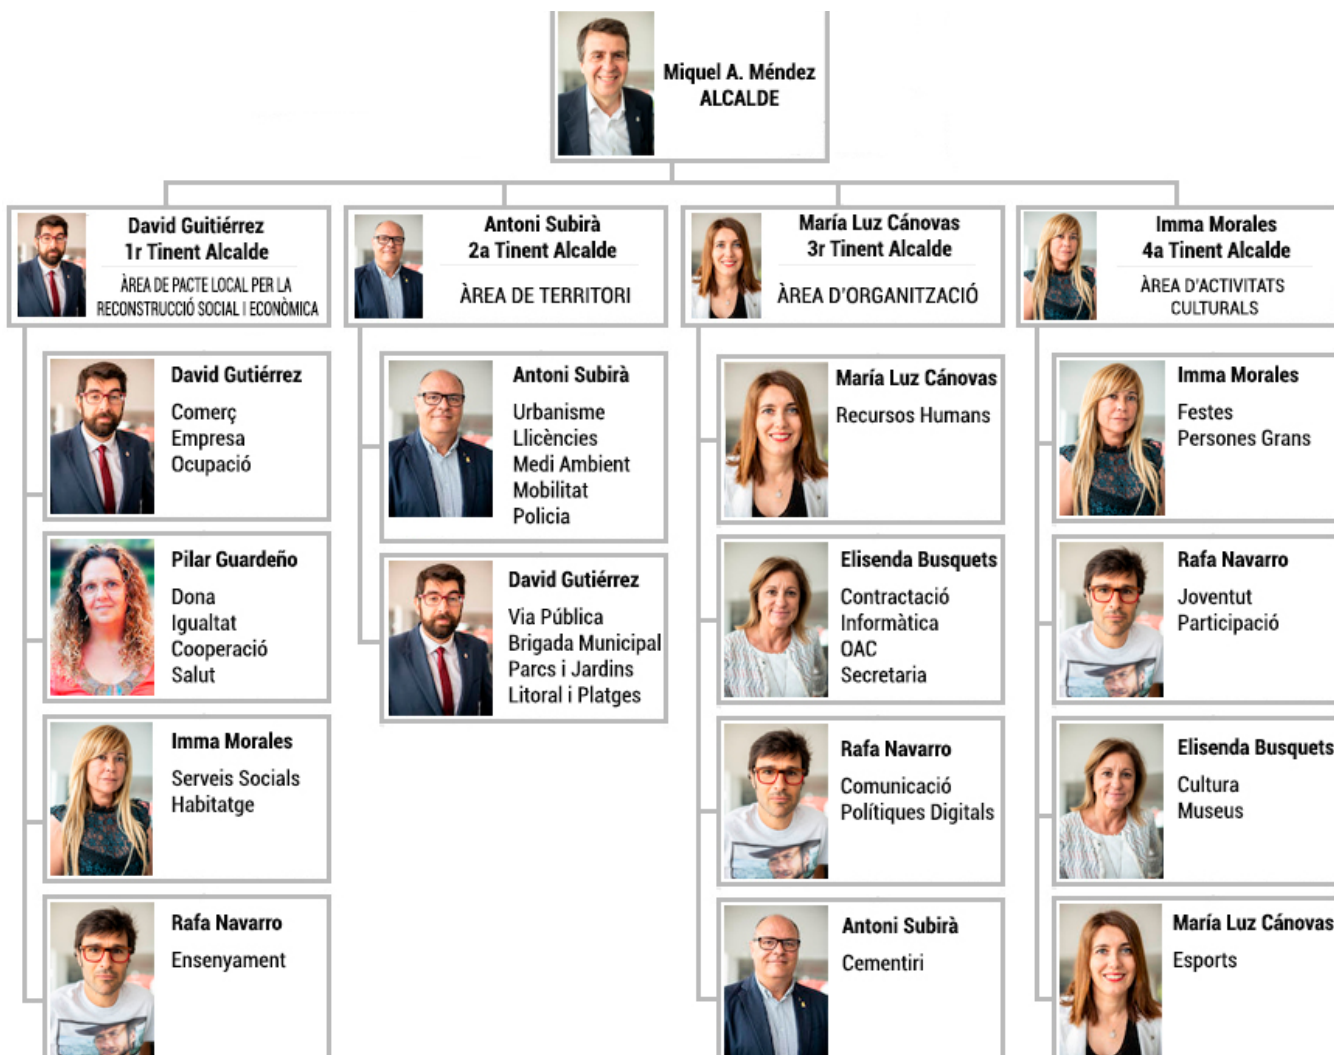 Miquel A. Méndez
ALCALDE
David Guitiérrez
1r Tinent Alcalde
ÀREA DE PACTE LOCAL PER LA
RECONSTRUCCIÓ SOCIAL I ECONÒMICA
Antoni Subirà
2a Tinent Alcalde
ÀREA DE TERRITORI
María Luz Cánovas
3r Tinent Alcalde
ÀREA D'ORGANITZACIÓ
Imma Morales
4a Tinent Alcalde
ÀREA D'ACTIVITATS
CULTURALS
David Gutiérrez
Comerç
Empresa
Ocupació
Pilar Guardeño
Dona
Igualtat
Cooperació
Salut
Imma Morales
Serveis Socials
Habitatge
Rafa Navarro
Ensenyament
Antoni Subirà
Urbanisme
Llicències
Medi Ambient
Mobilitat
Policia
David Gutiérrez
Via Pública
Brigada Municipal
Parcs i Jardins
Litoral i Platges
María Luz Cánovas
Recursos Humans
Elisenda Busquets
Contractació
Informàtica
OAC
Secretaria
Rafa Navarro
Comunicació
Polítiques Digitals
Antoni Subirà
Cementiri
Imma Morales
Festes
Persones Grans
Rafa Navarro
Joventut
Participació
Elisenda Busquets
Cultura
Museus
María Luz Cánovas
Esports